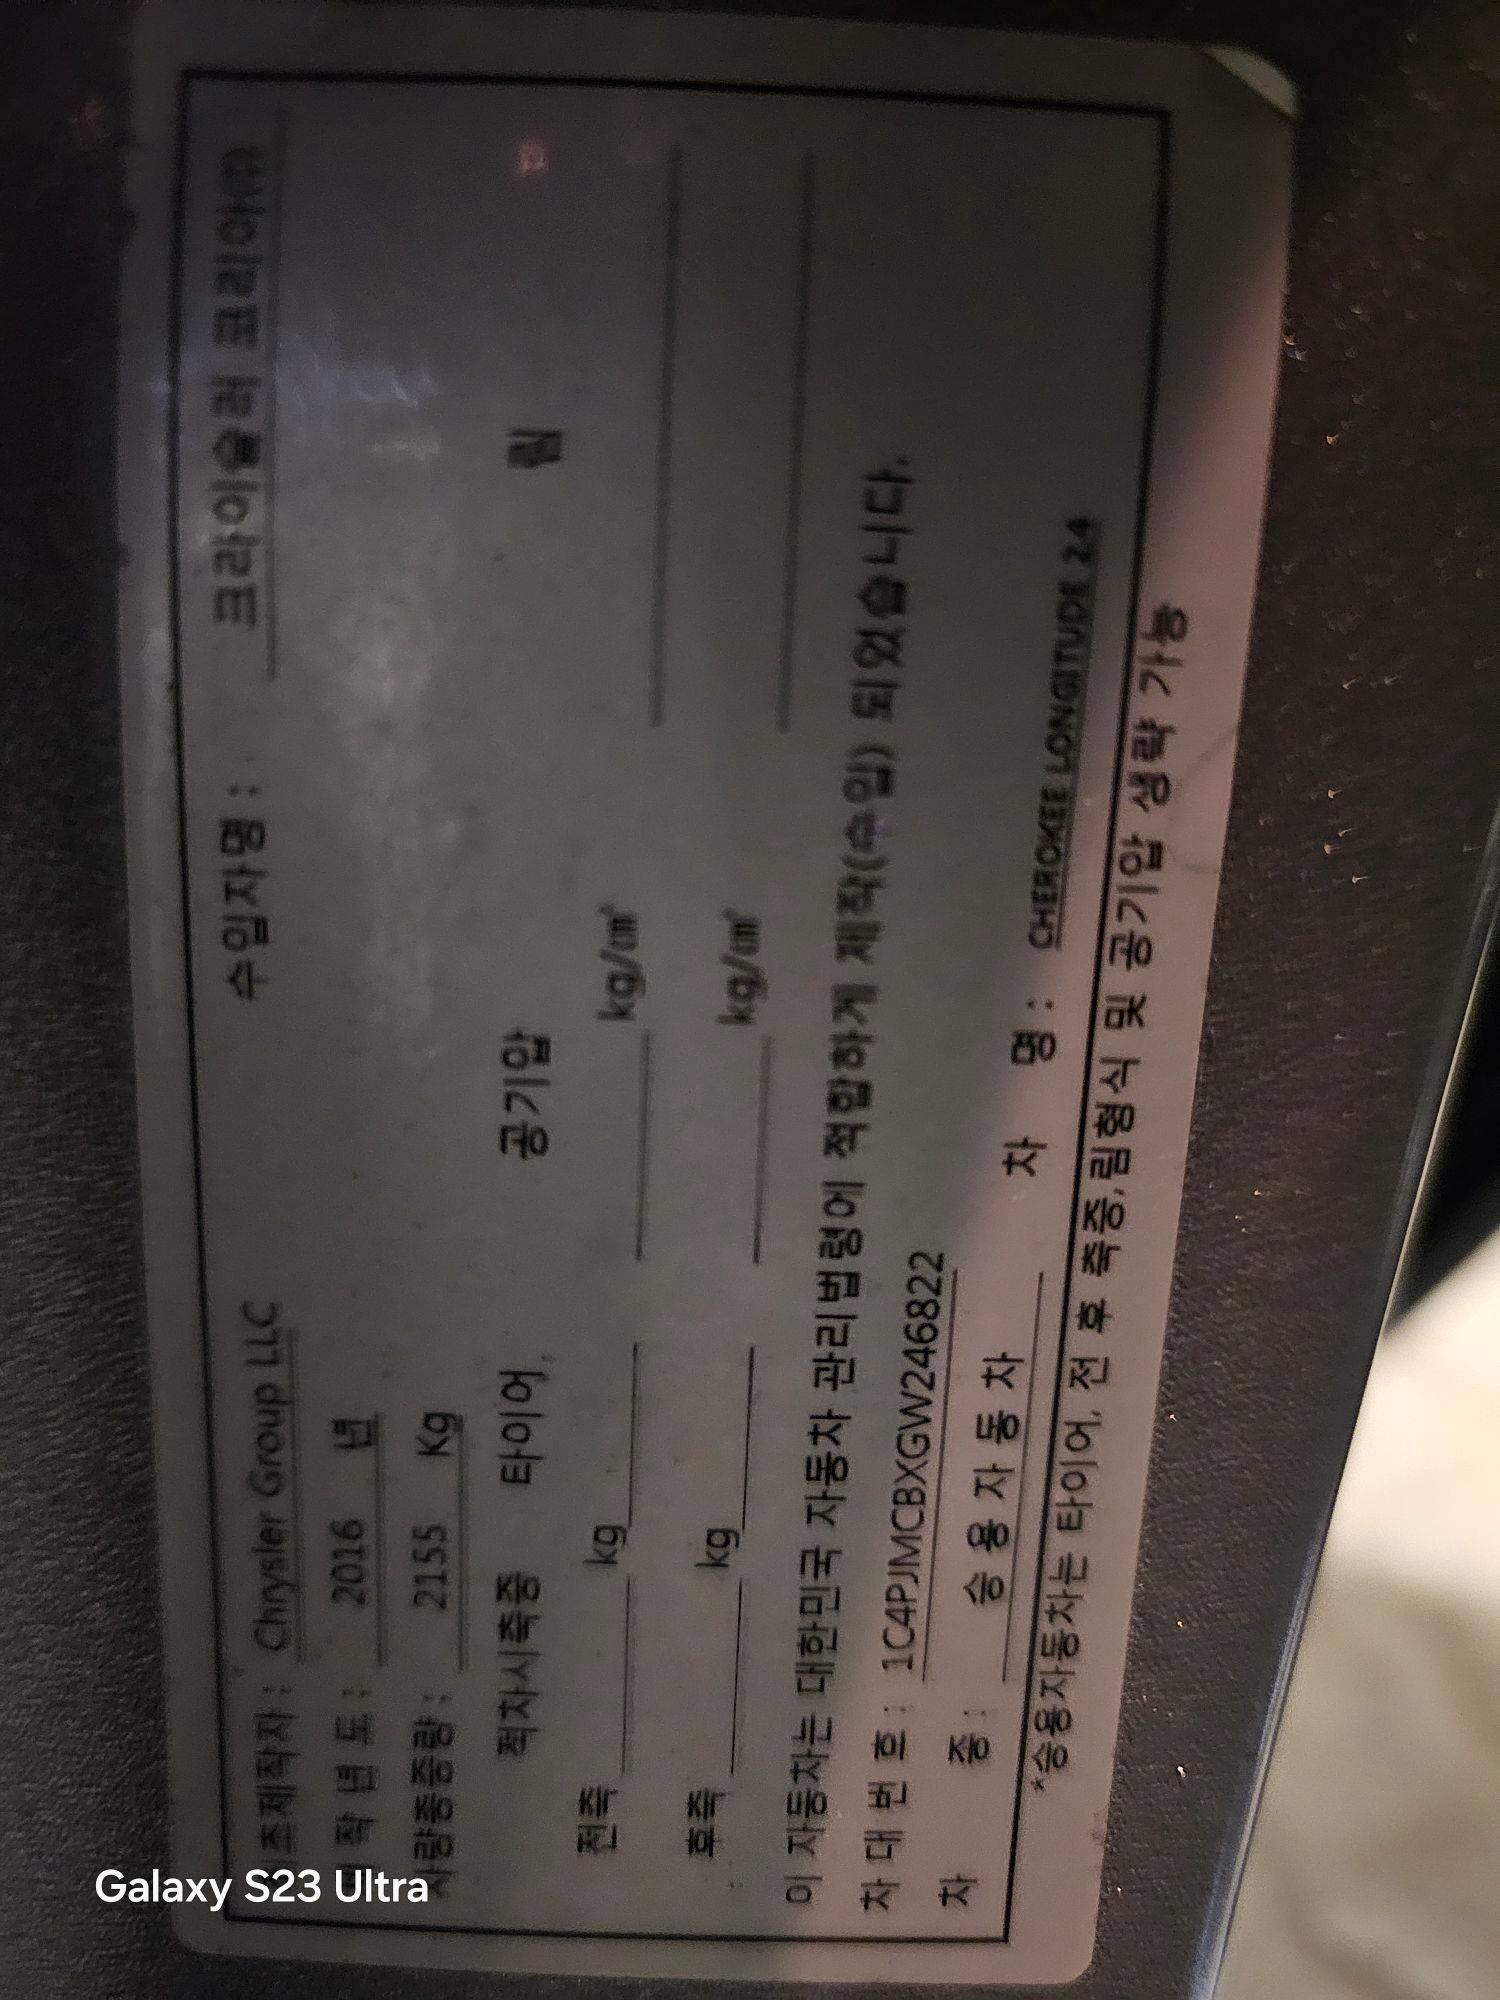 최초제작자 : Chrysler Group LLC 수입자명 : 크라이슬러 코리아㈜
제 작 년 도 : 2016 년
차량총중량 : 2155 Kg
적차시축중 타이어 공기압 림
전축 kg kg/㎠
후축 kg kg/㎠
이 자동차는 대한민국 자동차 관리법령에 적합하게 제작(수입) 되었습니다.
차 대 번 호 : 1C4PJMCBXGW246822
차 종 : 승 용 자 동 차 차 명 : CHEROKEE LONGITUDE 2.4
*승용자동차는 타이어, 전 후 축중,림형식 및 공기압 생략 가능
Galaxy S23 Ultra